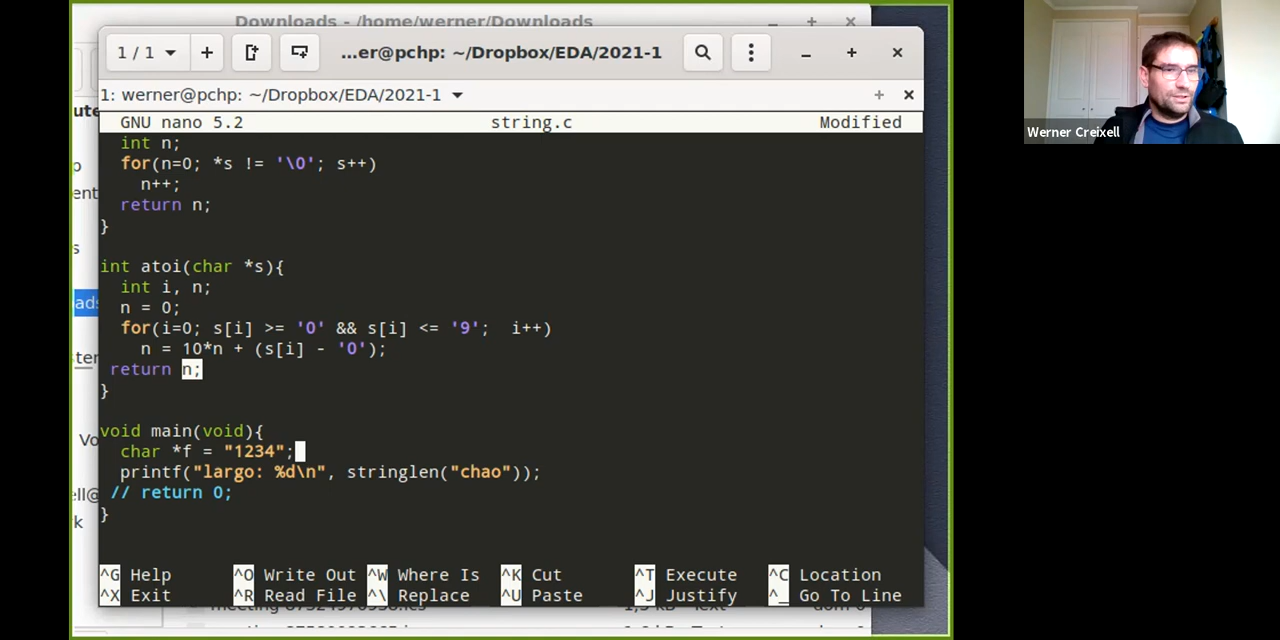 Downloads - /home/werner/Downloads
1 / 1
...er@pchp: ~/Dropbox/EDA/2021-1
1: werner@pchp: ~/Dropbox/EDA/2021-1
GNU nano 5.2 string.c Modified
int n;
for(n=0; *s != '\0'; s++)
n++;
return n;
}
int atoi(char *s){
int i, n;
n = 0;
for(i=0; s[i] >= '0' && s[i] <= '9'; i++)
n = 10*n + (s[i] - '0');
return n;
}
void main(void){
char *f = "1234";
printf("largo: %d\n", stringlen("chao"));
// return 0;
}
^G Help ^O Write Out ^W Where Is ^K Cut ^T Execute ^C Location
^X Exit ^R Read File ^\ Replace ^U Paste ^J Justify ^_ Go To Line
Werner Creixell